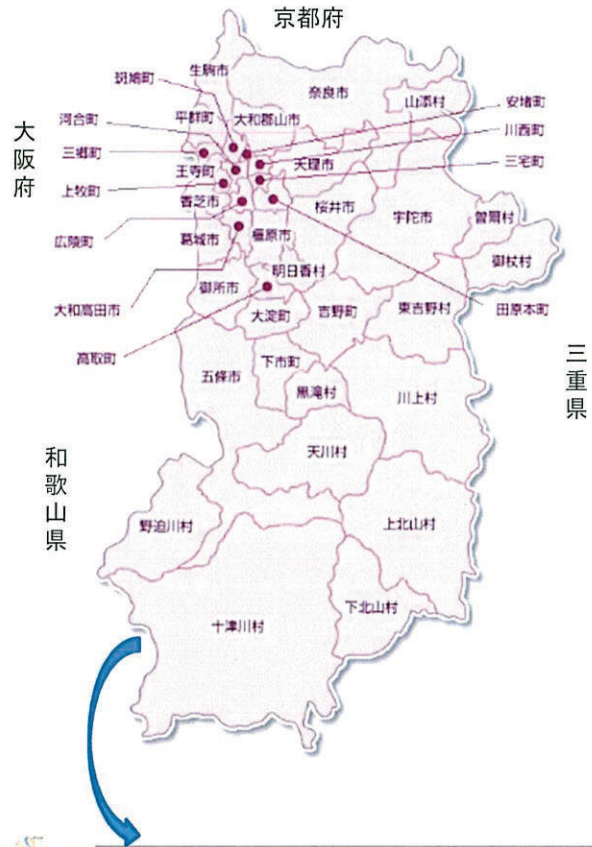 京都府
生駒市
斑鳩町
奈良市
山添村
安堵町
河合町
平群町
大和郡山市
川西町
大阪府
三郷町
王寺町
天理市
三宅町
上牧町
香芝市
桜井市
宇陀市
曽爾村
広陵町
葛城市
橿原市
御杖村
明日香村
御所市
大和高田市
大淀町
吉野町
東吉野村
田原本町
高取町
三重県
五條市
下市町
黒滝村
川上村
天川村
和歌山県
野迫川村
上北山村
下北山村
十津川村